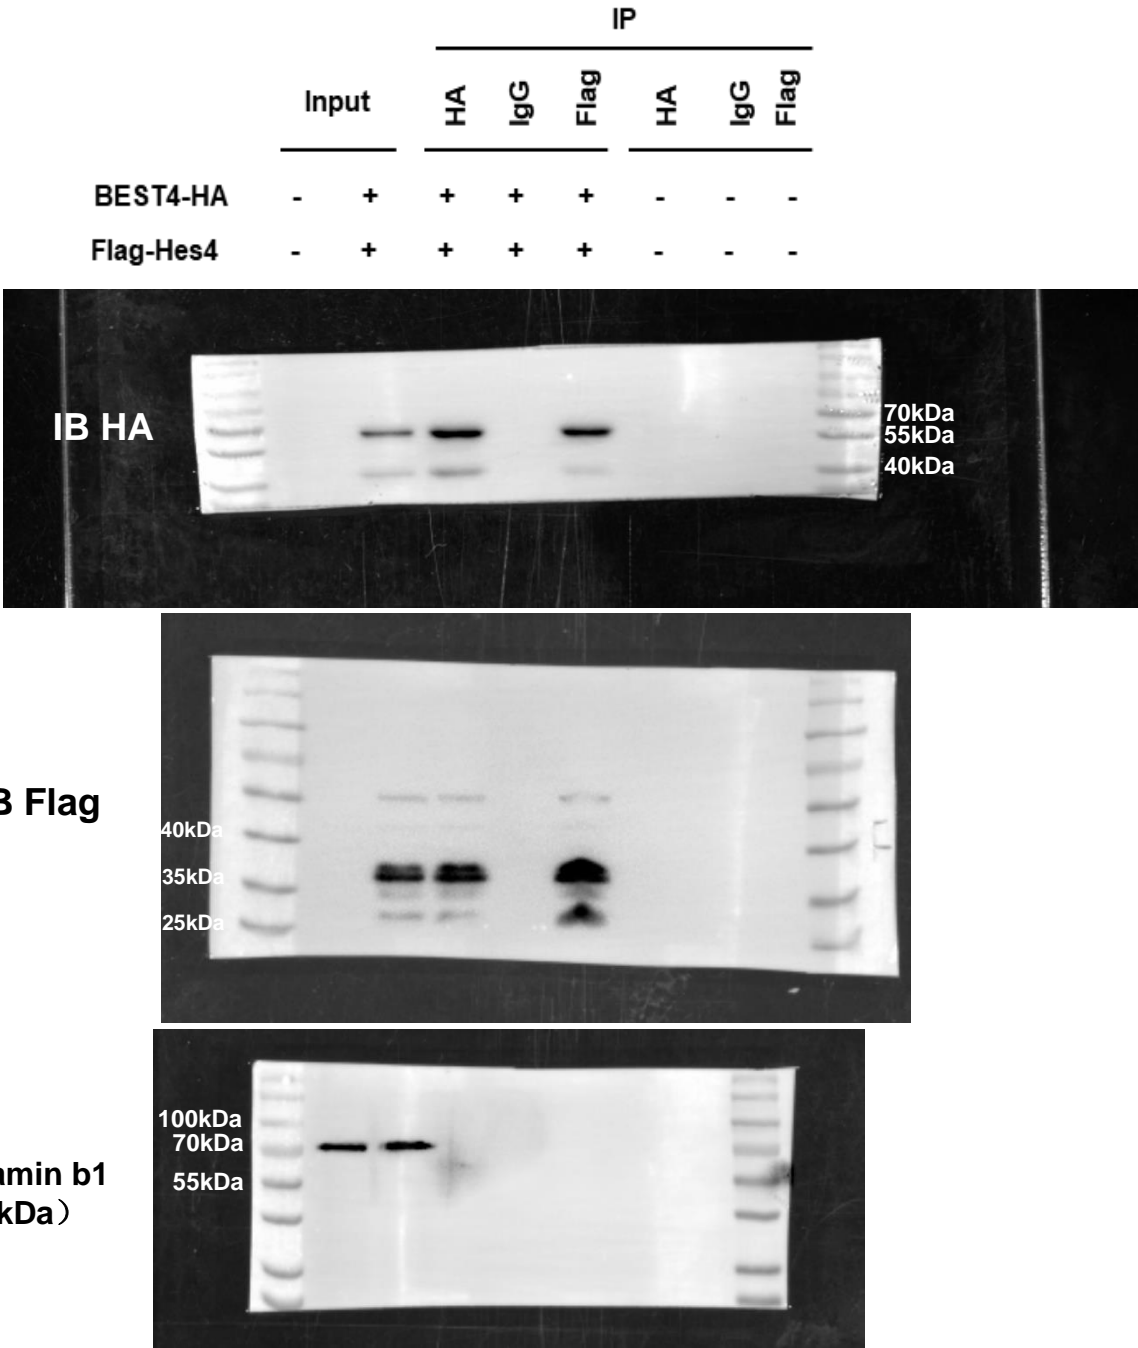 IP
Input HA IgG Flag HA IgG Flag
BEST4-HA - + + + + - - -
Flag-Hes4 - + + + + - - -
IB HA
70kDa
55kDa
40kDa
B Flag
40kDa
35kDa
25kDa
100kDa
70kDa
55kDa
amin b1
kDa）